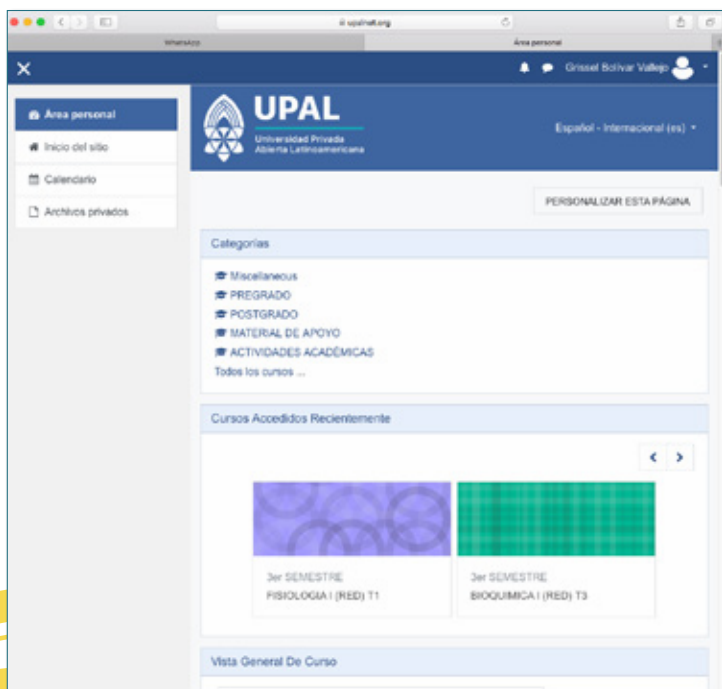 upalnet.org
WhatsApp
Área personal
Grissel Bolivar Vallejo
Área personal
Inicio del sitio
Calendario
Archivos privados
UPAL
Universidad Privada
Abierta Latinoamericana
Español - Internacional (es)
PERSONALIZAR ESTA PÁGINA
Categorías
Miscellaneous
PREGRADO
POSTGRADO
MATERIAL DE APOYO
ACTIVIDADES ACADÉMICAS
Todos los cursos ...
Cursos Accedidos Recientemente
3er SEMESTRE
FISIOLOGIA I (RED) T1
3er SEMESTRE
BIOQUIMICA I (RED) T3
Vista General De Curso